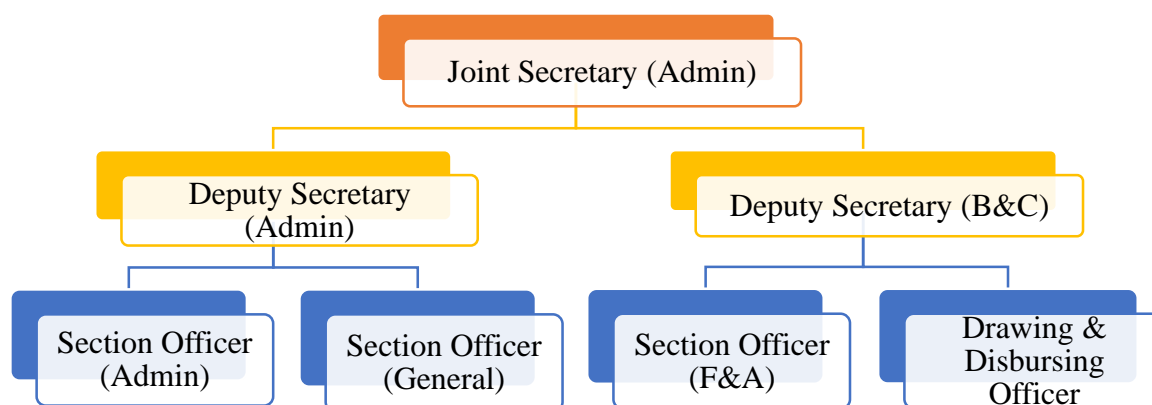 Joint Secretary (Admin)
Deputy Secretary
(Admin)
Deputy Secretary (B&C)
Section Officer
(Admin)
Section Officer
(General)
Section Officer
(F&A)
Drawing &
Disbursing
Officer